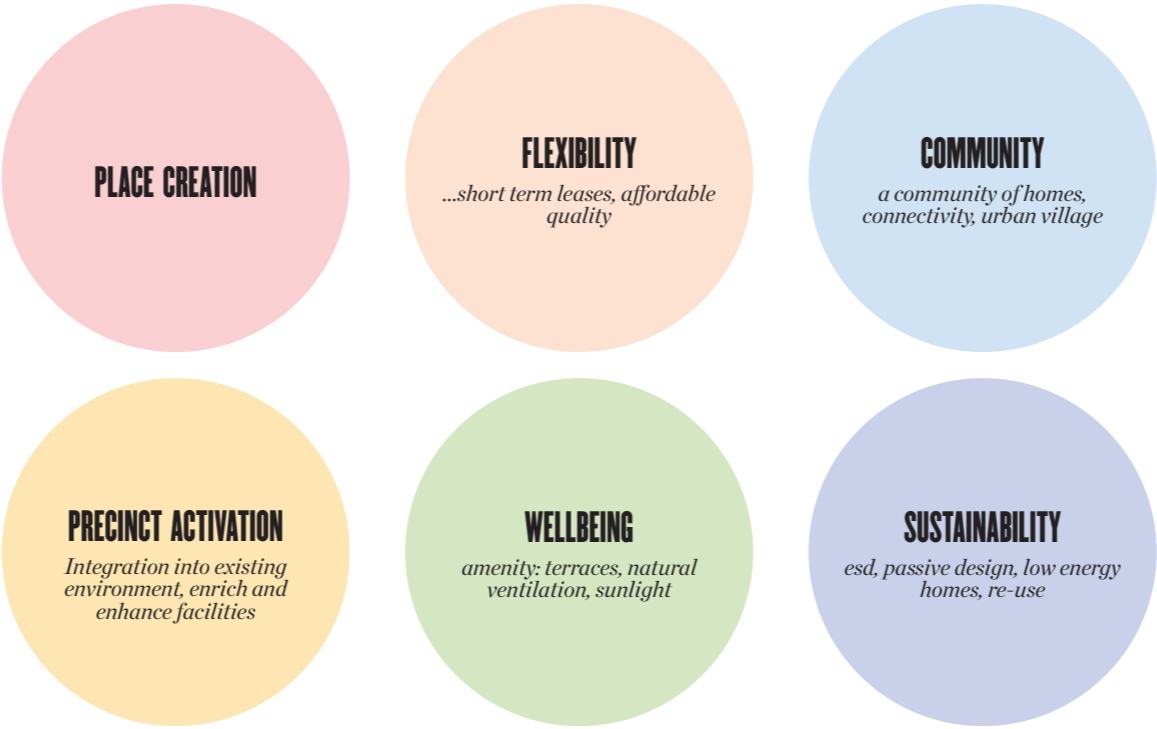 PLACE CREATION
FLEXIBILITY
...short term leases, affordable
quality
COMMUNITY
a community of homes,
connectivity, urban village
PRECINCT ACTIVATION
Integration into existing
environment, enrich and
enhance facilities
WELLBEING
amenity: terraces, natural
ventilation, sunlight
SUSTAINABILITY
esd, passive design, low energy
homes, re-use